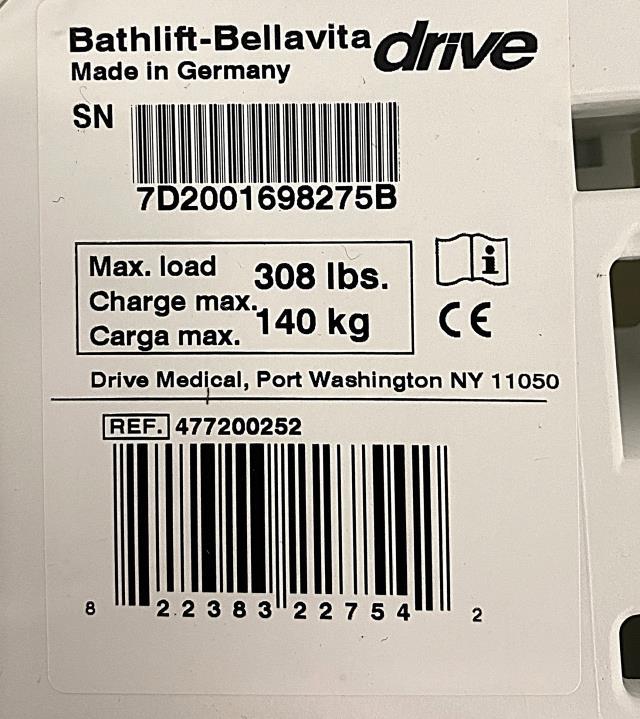 Bathlift-Bellavita drive
Made in Germany
SN
7D2001698275B
Max. load 308 lbs.
Charge max. 140 kg
Carga max.
i
CE
Drive Medical, Port Washington NY 11050
REF. 477200252
8 22383 22754 2